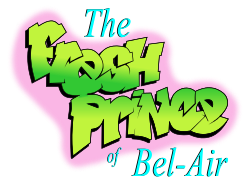 The
Fresh
Prince
of Bel-Air